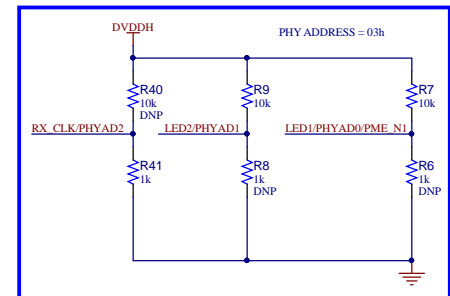 DVDDH
PHY ADDRESS = 03h
R40
10k
DNP
R9
10k
R7
10k
RX_CLK/PHYAD2
LED2/PHYAD1
LED1/PHYAD0/PME_N1
R41
1k
R8
1k
DNP
R6
1k
DNP